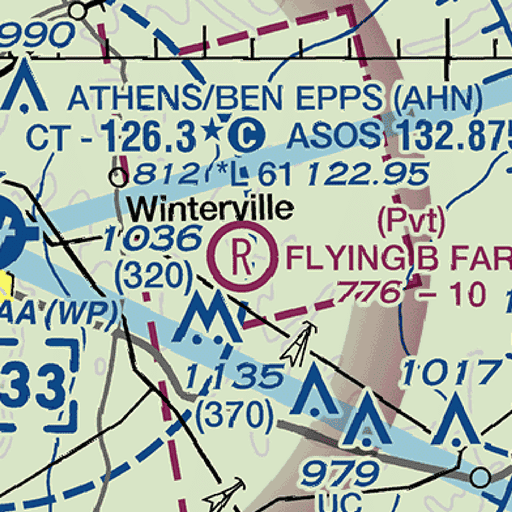 990
ATHENS/BEN EPPS (AHN)
CT - 126.3 ★ C ASOS 132.875
812 *L 61 122.95
Winterville
(Pvt)
1036
(320)
R FLYING B FAR
776 - 10
AA (WP)
33
1135
(370)
1017
979
UC